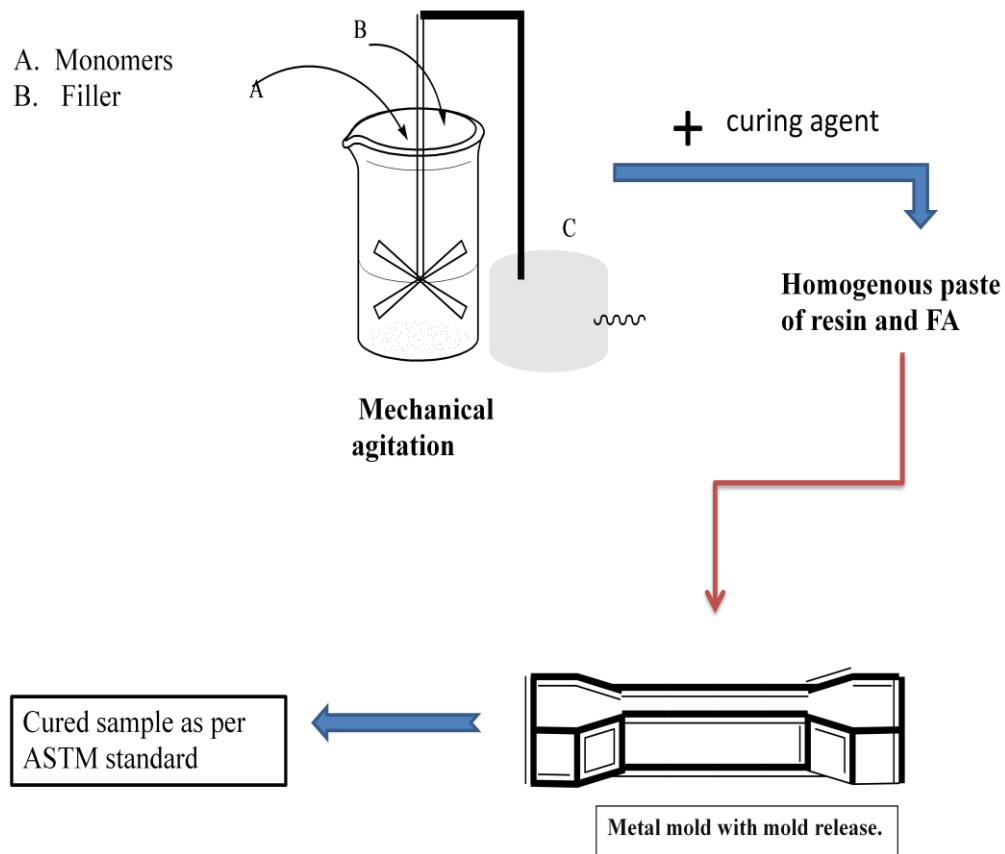 A. Monomers
B. Filler
B
A
+ curing agent
C
Homogenous paste
of resin and FA
Mechanical
agitation
Cured sample as per
ASTM standard
Metal mold with mold release.